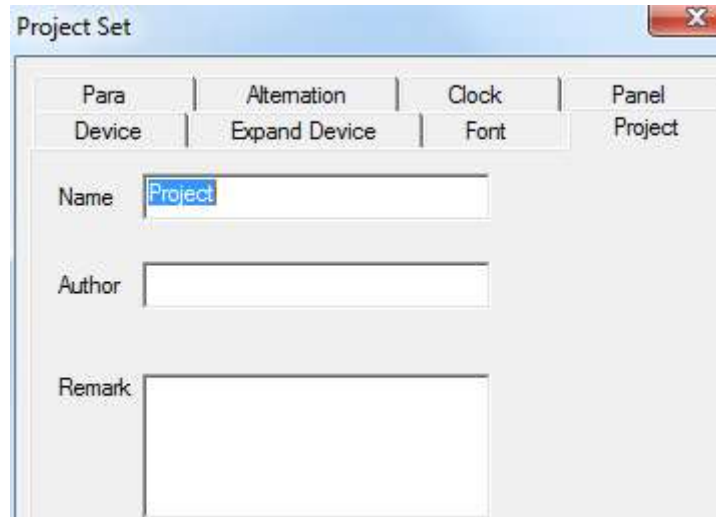 Project Set
Para Alternation Clock Panel
Device Expand Device Font Project
Name Project
Author
Remark